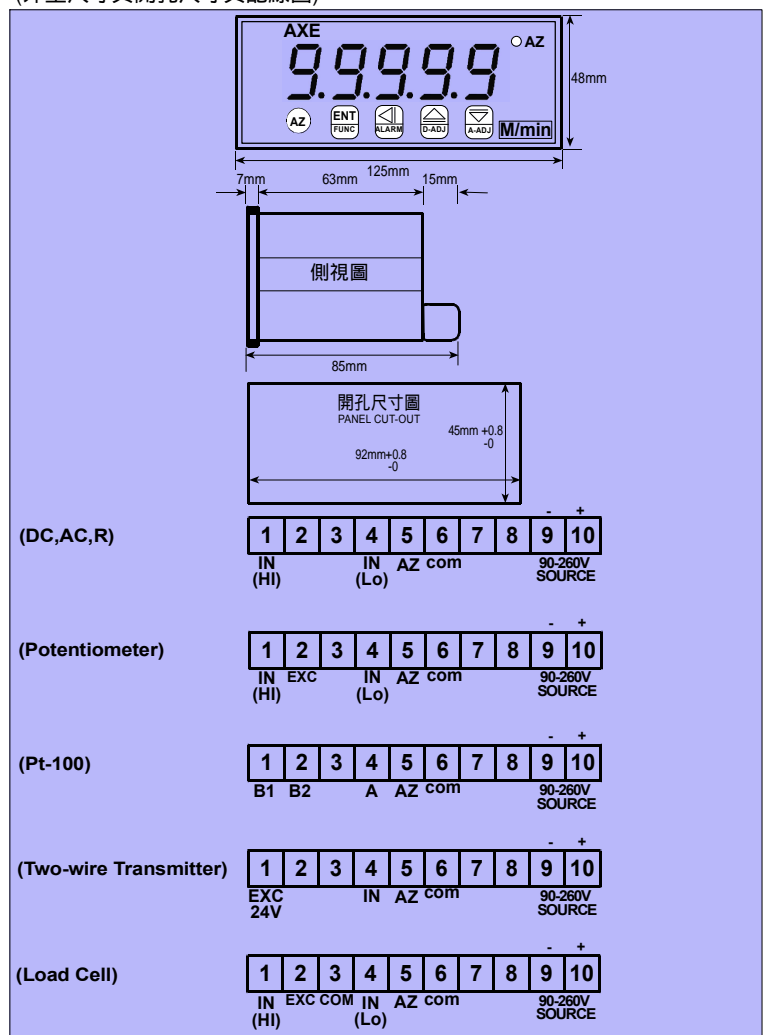 AXE
AZ
9.9.9.9.9
48mm
AZ
ENT
FUNC
ALARM
D-ADJ
A-ADJ
M/min
125mm
7mm 63mm 15mm
側視圖
85mm
開孔尺寸圖
PANEL CUT-OUT
45mm +0.8
-0
92mm+0.8
-0
- +
(DC,AC,R) 1 2 3 4 5 6 7 8 9 10
IN (HI) IN (Lo) AZ com 90-260V SOURCE
- +
(Potentiometer) 1 2 3 4 5 6 7 8 9 10
IN (HI) EXC IN (Lo) AZ com 90-260V SOURCE
- +
(Pt-100) 1 2 3 4 5 6 7 8 9 10
B1 B2 A AZ com 90-260V SOURCE
- +
(Two-wire Transmitter) 1 2 3 4 5 6 7 8 9 10
EXC 24V IN AZ com 90-260V SOURCE
- +
(Load Cell) 1 2 3 4 5 6 7 8 9 10
IN (HI) EXC COM IN (Lo) AZ com 90-260V SOURCE